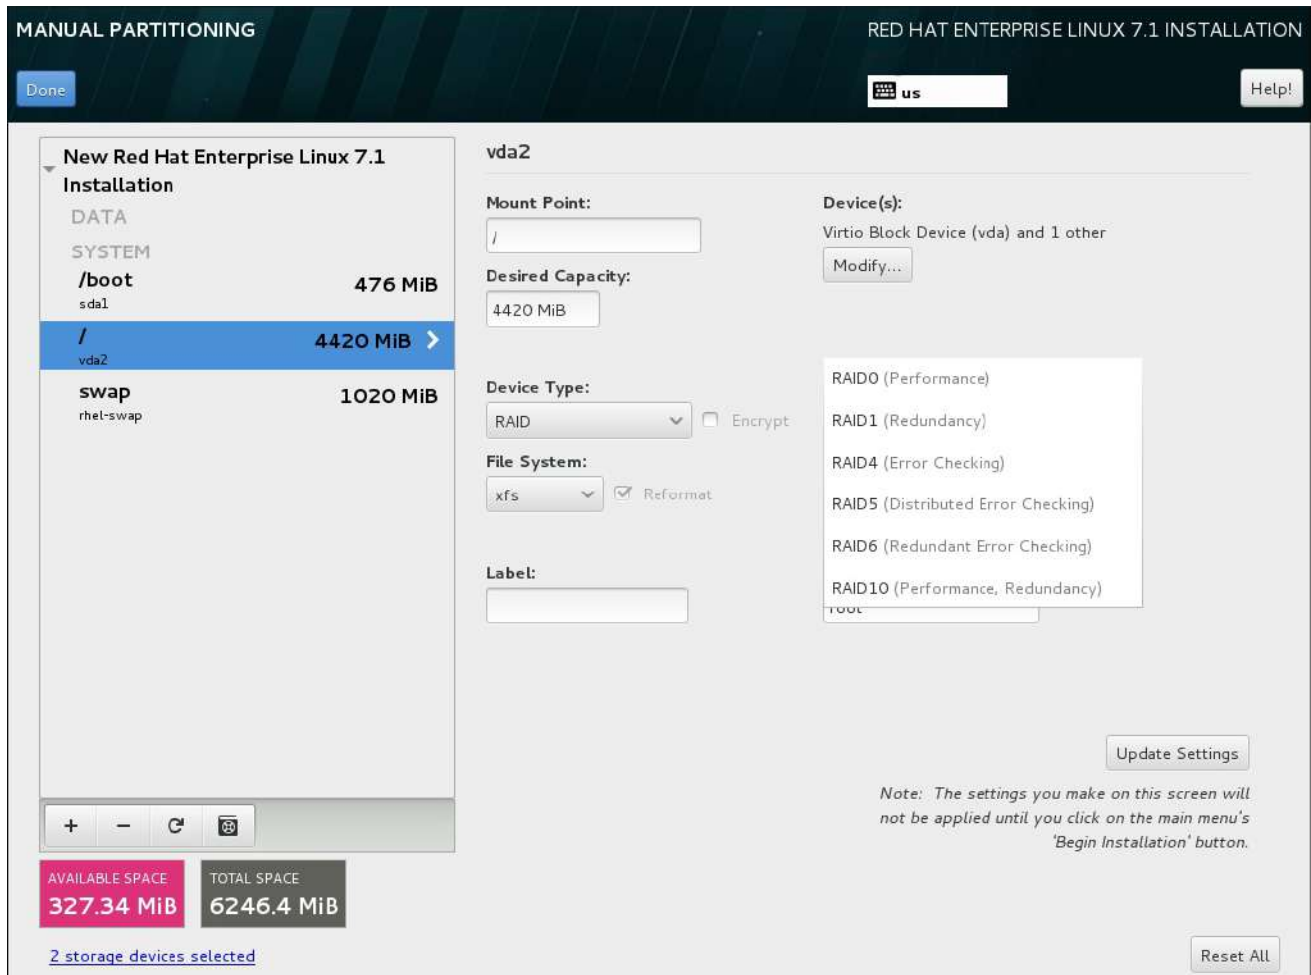 MANUAL PARTITIONING
RED HAT ENTERPRISE LINUX 7.1 INSTALLATION
Done
us
Help!
New Red Hat Enterprise Linux 7.1
Installation
DATA
SYSTEM
/boot
476 MiB
sda1
/
4420 MiB
vda2
swap
1020 MiB
rhel-swap
+ −
AVAILABLE SPACE
327.34 MiB
TOTAL SPACE
6246.4 MiB
2 storage devices selected
vda2
Mount Point:
/
Desired Capacity:
4420 MiB
Device(s):
Virtio Block Device (vda) and 1 other
Modify...
Device Type:
RAID
Encrypt
File System:
xfs
Reformat
Label:
RAID0 (Performance)
RAID1 (Redundancy)
RAID4 (Error Checking)
RAID5 (Distributed Error Checking)
RAID6 (Redundant Error Checking)
RAID10 (Performance, Redundancy)
root
Update Settings
Note: The settings you make on this screen will
not be applied until you click on the main menu's
'Begin Installation' button.
Reset All